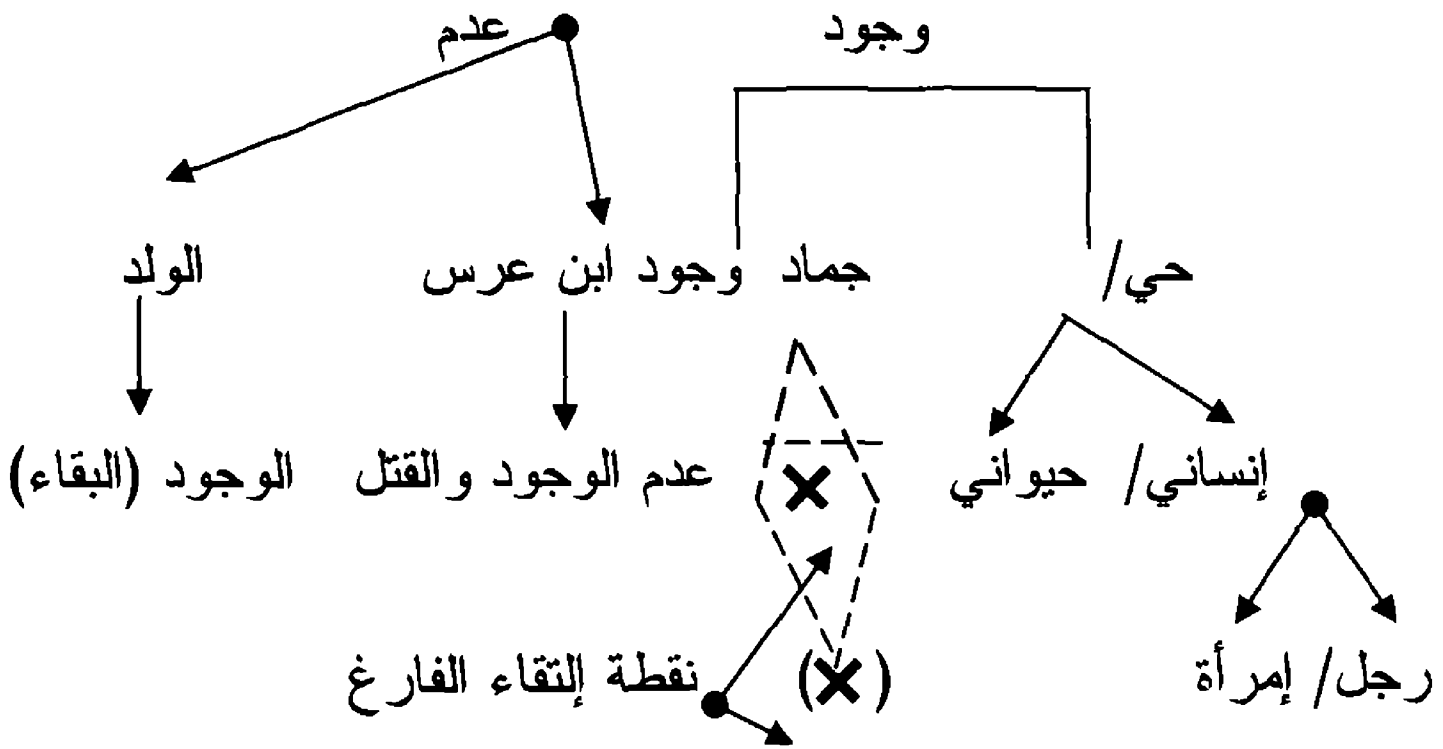 وجود عدم
حي/ جماد وجود ابن عرس الولد
إنساني/ حيواني عدم الوجود والقتل الوجود (البقاء)
رجل/ إمرأة (×) نقطة إلتقاء الفارغ